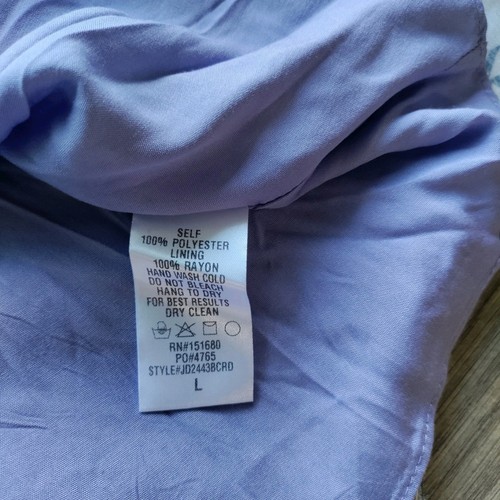 SELF
100% POLYESTER
LINING
100% RAYON
HAND WASH COLD
DO NOT BLEACH
HANG TO DRY
FOR BEST RESULTS
DRY CLEAN
RN#151680
PO#4765
STYLE#JD2443BCRD
L